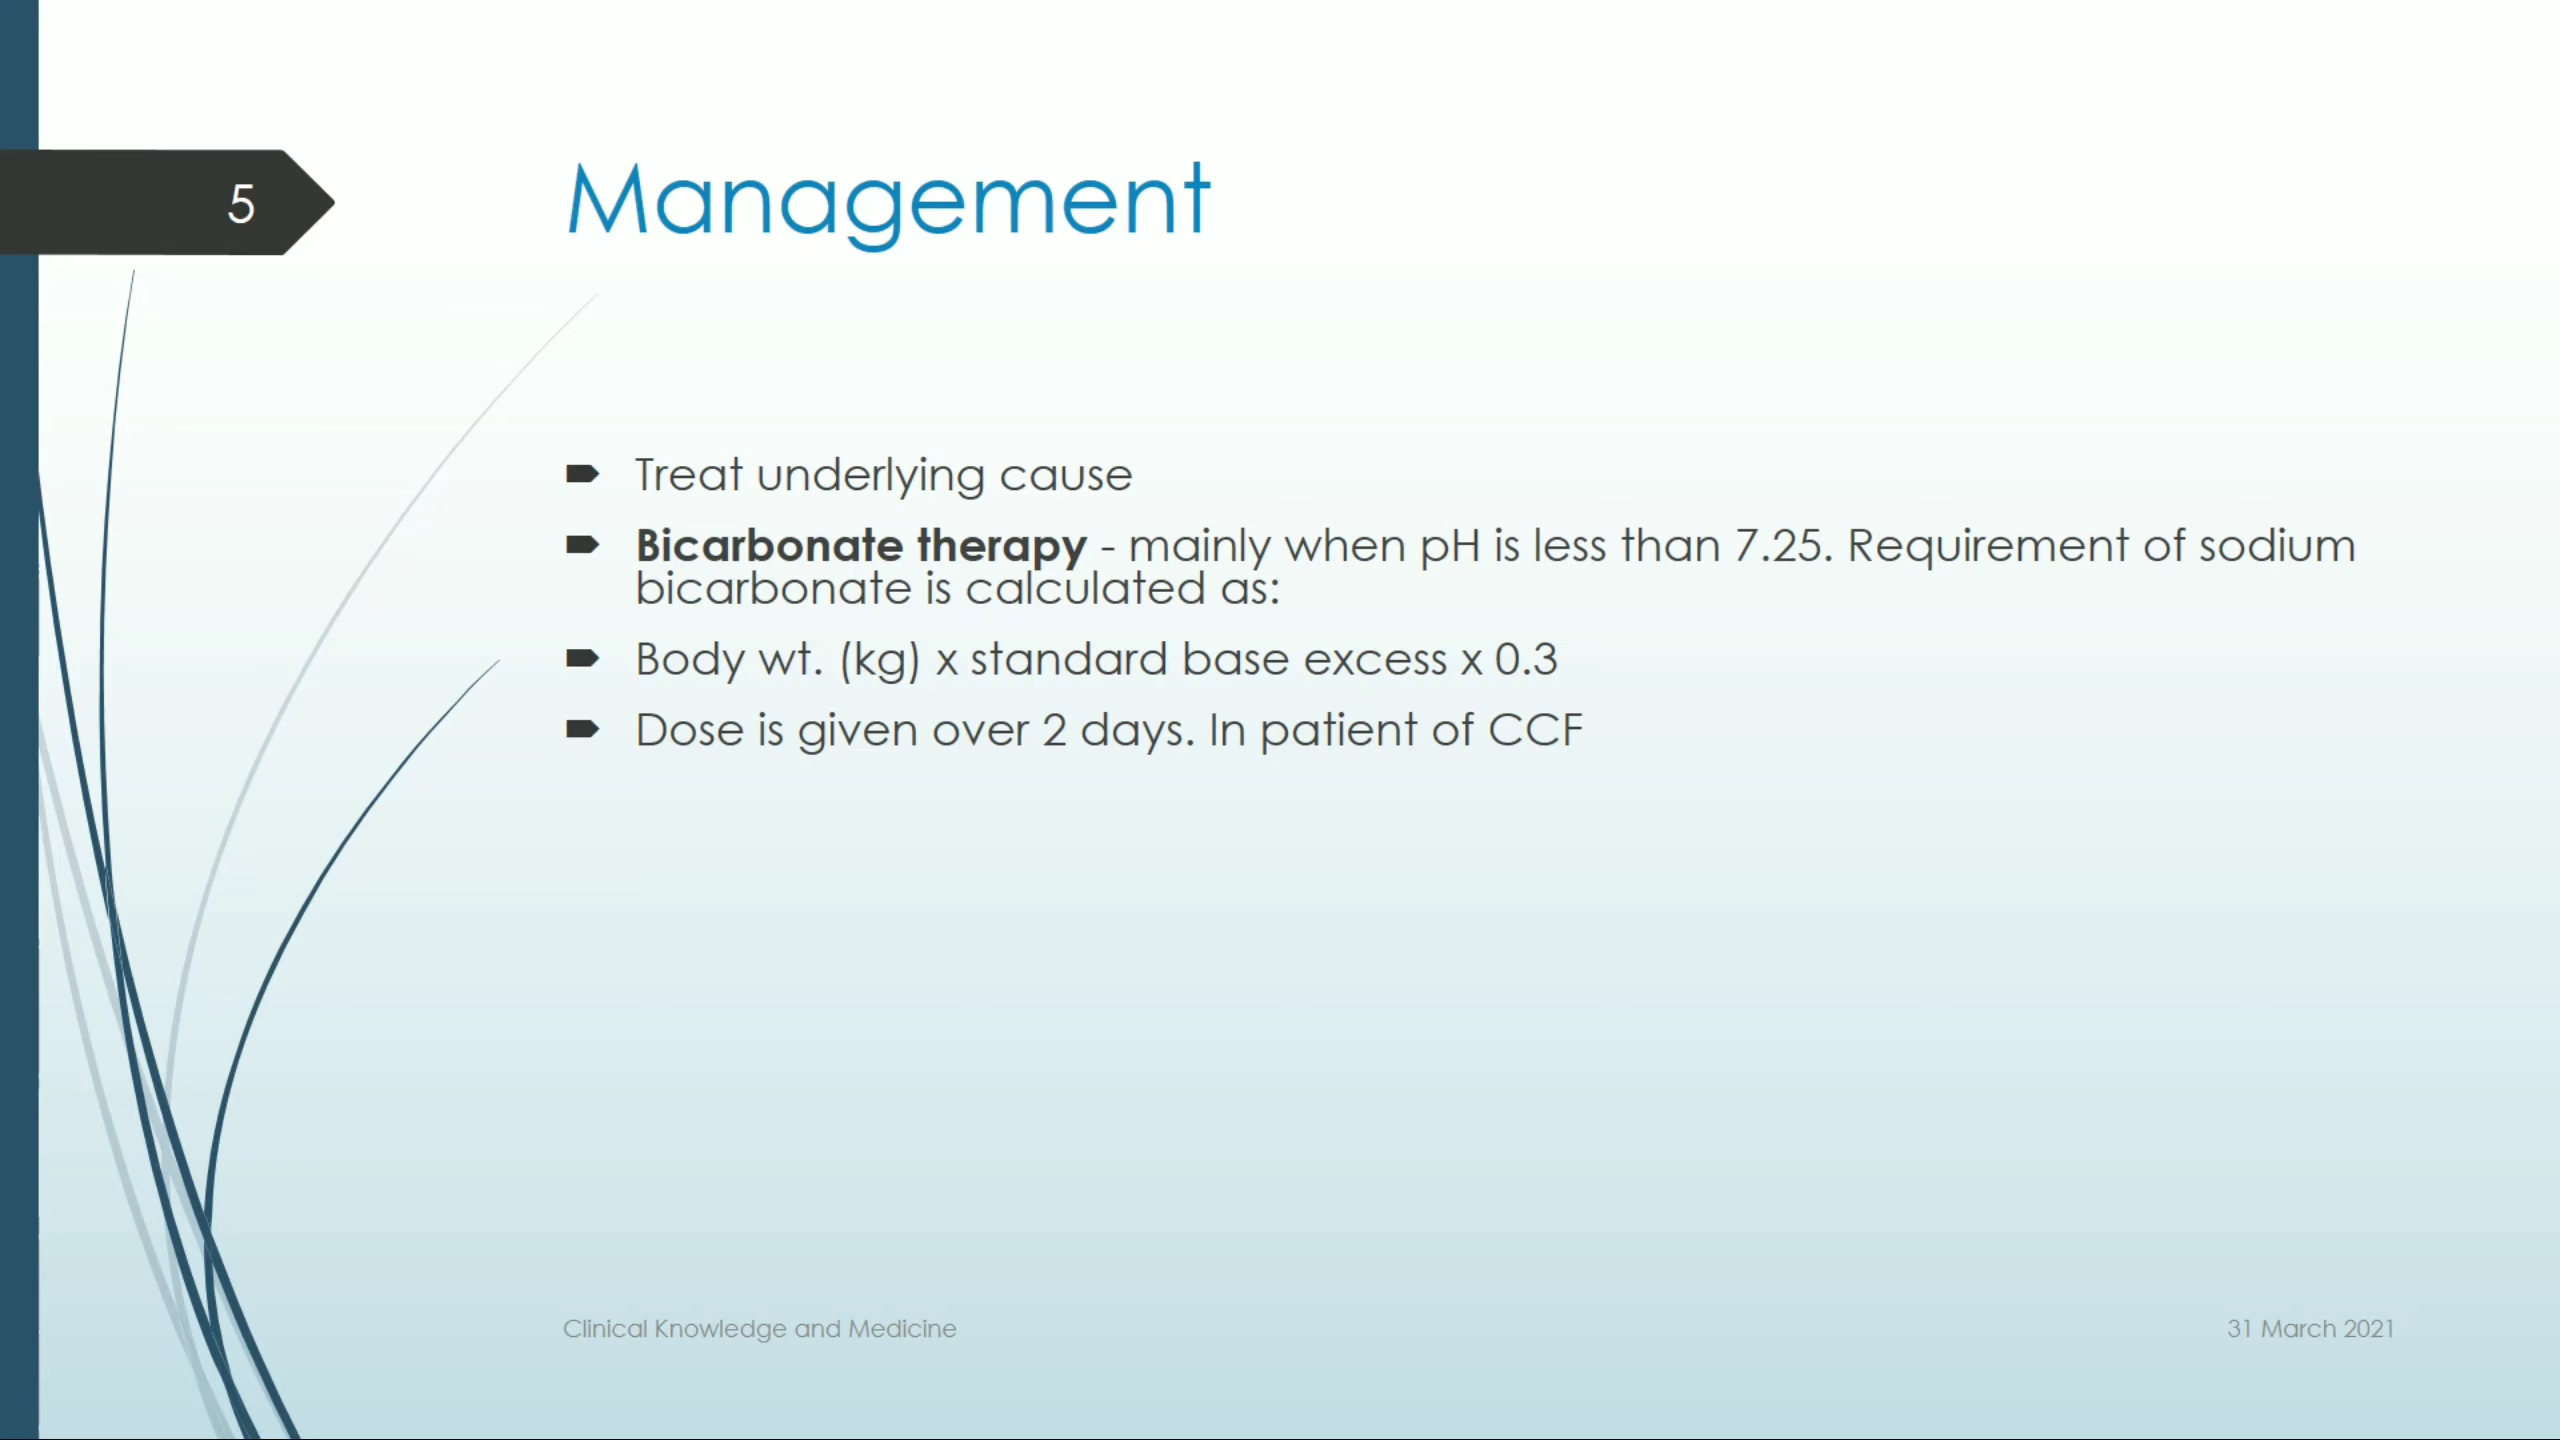 5
Management
Treat underlying cause
Bicarbonate therapy - mainly when pH is less than 7.25. Requirement of sodium
bicarbonate is calculated as:
Body wt. (kg) x standard base excess x 0.3
Dose is given over 2 days. In patient of CCF
Clinical Knowledge and Medicine
31 March 2021